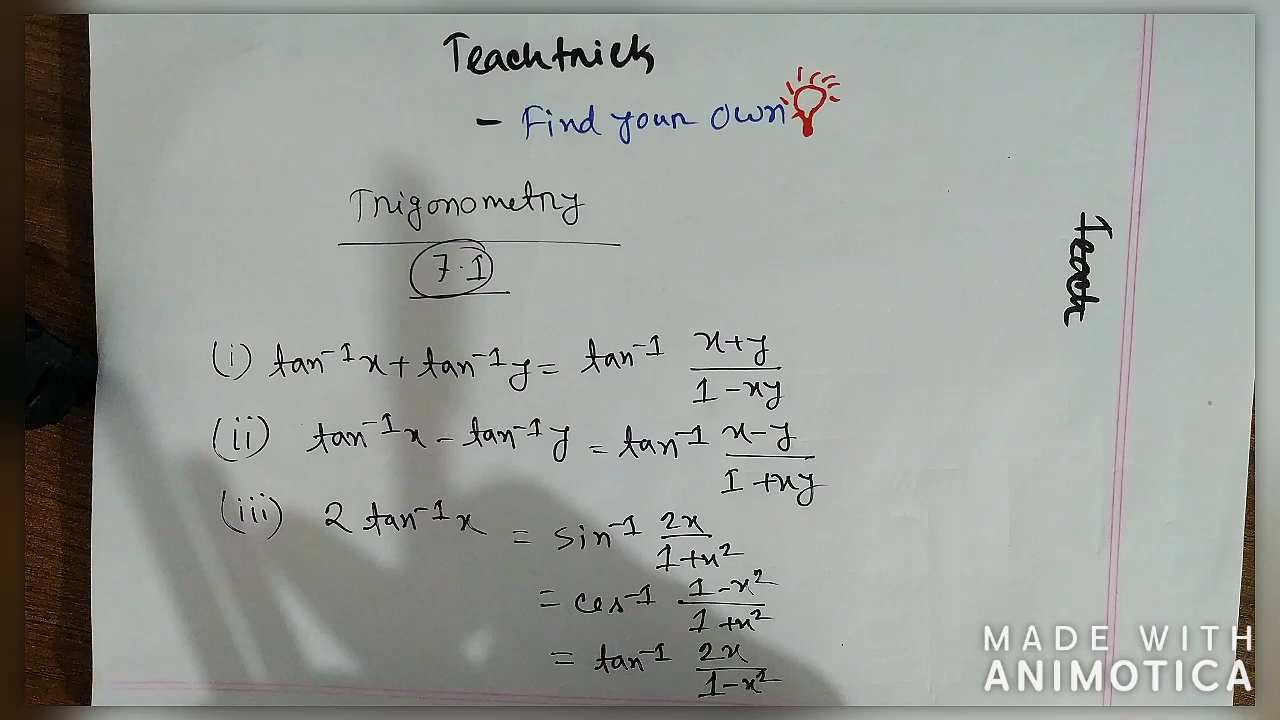 Teachtrick
- Find your own
Trigonometry
7.1
(i) tan⁻¹x + tan⁻¹y = tan⁻¹ (x+y)/(1-xy)
(ii) tan⁻¹x - tan⁻¹y = tan⁻¹ (x-y)/(1+xy)
(iii) 2 tan⁻¹x = sin⁻¹ 2x/(1+x²)
= cos⁻¹ (1-x²)/(1+x²)
= tan⁻¹ 2x/(1-x²)
Teach
MADE WITH
ANIMOTICA